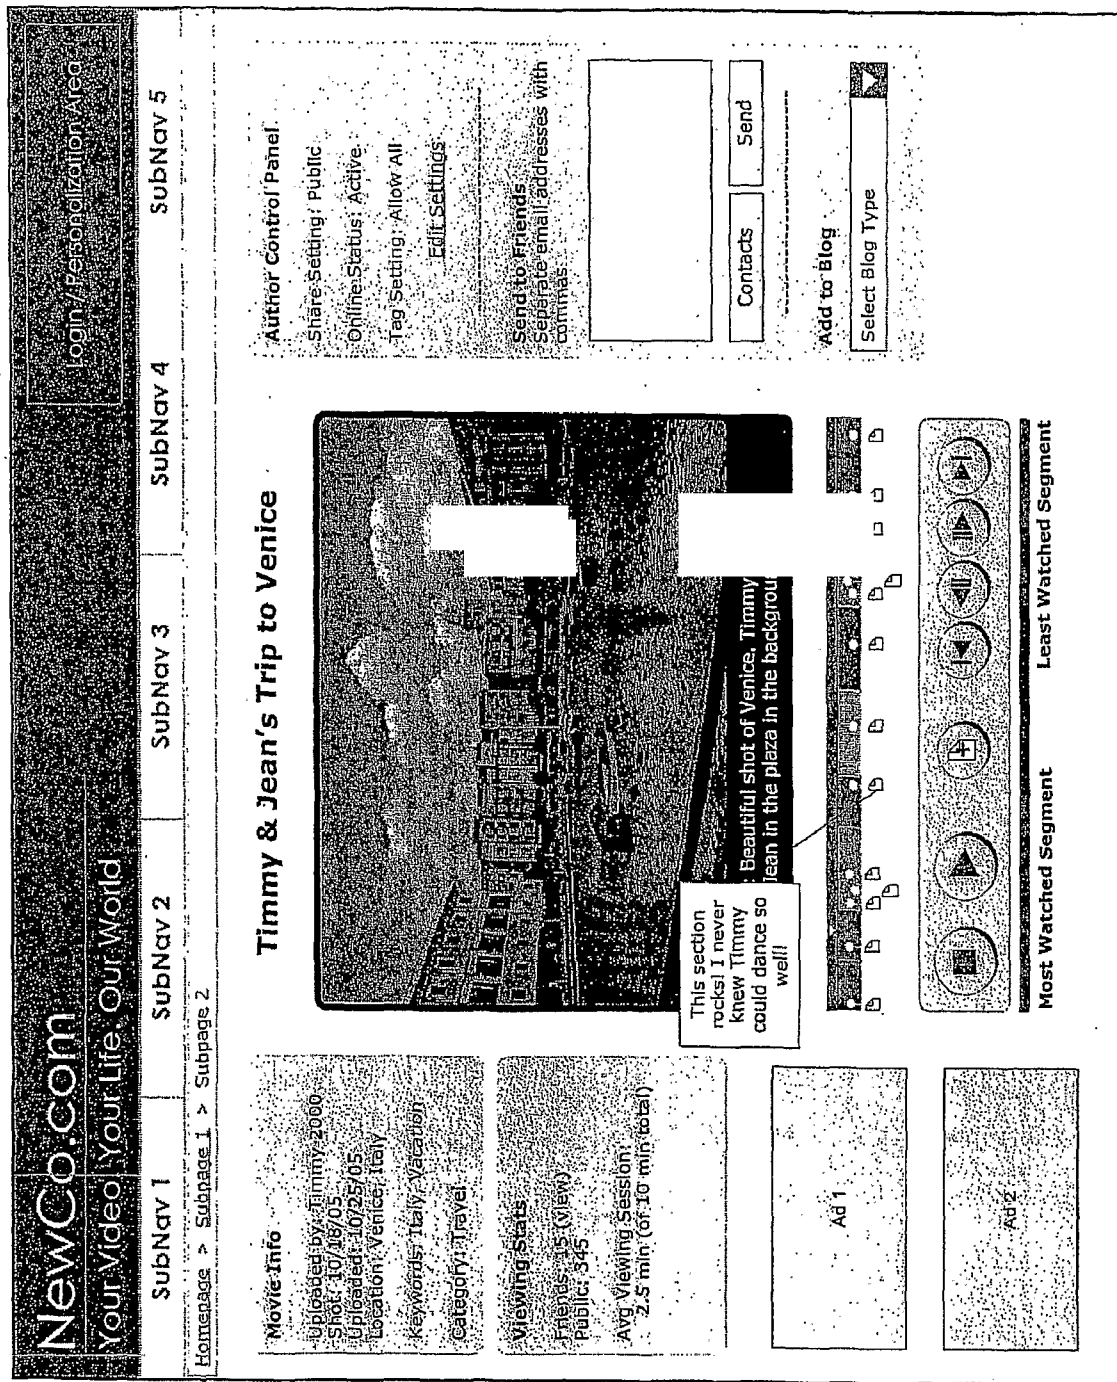 NewCo.com
Your Video. Your Life. Our World.
Login / Personalization Area
SubNav 1
SubNav 2
SubNav 3
SubNav 4
SubNav 5
Homepage > Subpage 1 > Subpage 2
Movie Info
Uploaded by: Timmy 2000
Shot: 10/18/05
Uploaded: 10/25/05
Location: Venice, Italy
Keywords: Italy, Vacation
Category: Travel
Viewing Stats
Friends: 15 (view)
Public: 345
Avg Viewing Session:
2.5 min (of 10 min total)
Ad 1
Ad 2
Timmy & Jean's Trip to Venice
: Beautiful shot of Venice, Timmy
Jean in the plaza in the backgrou
This section
rocks! I never
knew Timmy
could dance so
well!
Most Watched Segment
Least Watched Segment
Author Control Panel
Share Setting: Public
Online Status: Active
Tag Setting: Allow All
Edit Settings
Send to Friends
Separate email addresses with
commas
Contacts
Send
Add to Blog
Select Blog Type